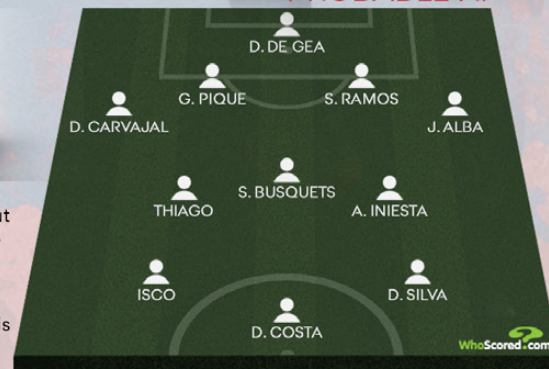 D. DE GEA
G. PIQUE
S. RAMOS
D. CARVAJAL
J. ALBA
S. BUSQUETS
THIAGO
A. INIESTA
ISCO
D. SILVA
D. COSTA
WhoScored.com